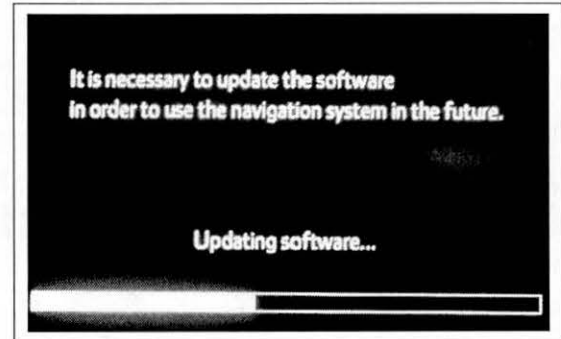 It is necessary to update the software
in order to use the navigation system in the future.
Updating software...